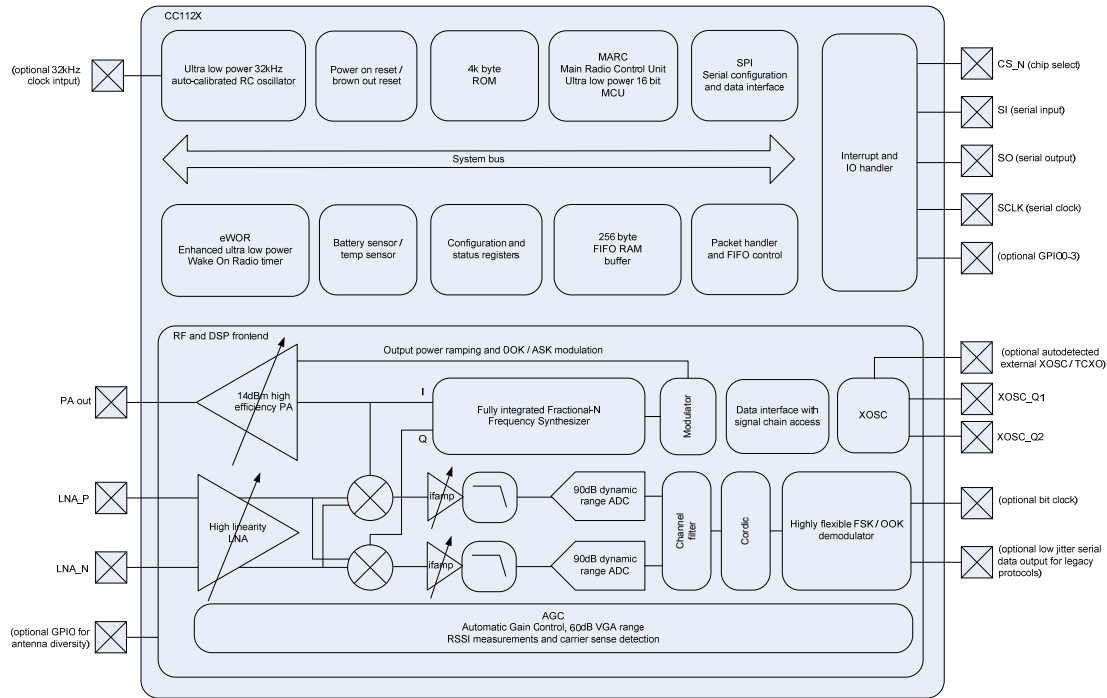 CC112X
(optional 32kHz
clock intput)
Ultra low power 32kHz
auto-calibrated RC oscillator
Power on reset /
brown out reset
4k byte
ROM
MARC
Main Radio Control Unit
Ultra low power 16 bit
MCU
SPI
Serial configuration
and data interface
Interrupt and
IO handler
CS_N (chip select)
SI (serial input)
SO (serial output)
SCLK (serial clock)
(optional GPIO0-3)
System bus
eWOR
Enhanced ultra low power
Wake On Radio timer
Battery sensor /
temp sensor
Configuration and
status registers
256 byte
FIFO RAM
buffer
Packet handler
and FIFO control
RF and DSP frontend
Output power ramping and DOK / ASK modulation
PA out
14dBm high
efficiency PA
I
Q
Fully integrated Fractional-N
Frequency Synthesizer
Modulator
Data interface with
signal chain access
XOSC
(optional autodetected
external XOSC / TCXO)
XOSC_Q1
XOSC_Q2
LNA_P
LNA_N
High linearity
LNA
ifamp
90dB dynamic
range ADC
ifamp
90dB dynamic
range ADC
Channel
filter
Cordic
Highly flexible FSK / OOK
demodulator
(optional bit clock)
(optional low jitter serial
data output for legacy
protocols)
(optional GPIO for
antenna diversity)
AGC
Automatic Gain Control, 60dB VGA range
RSSI measurements and carrier sense detection